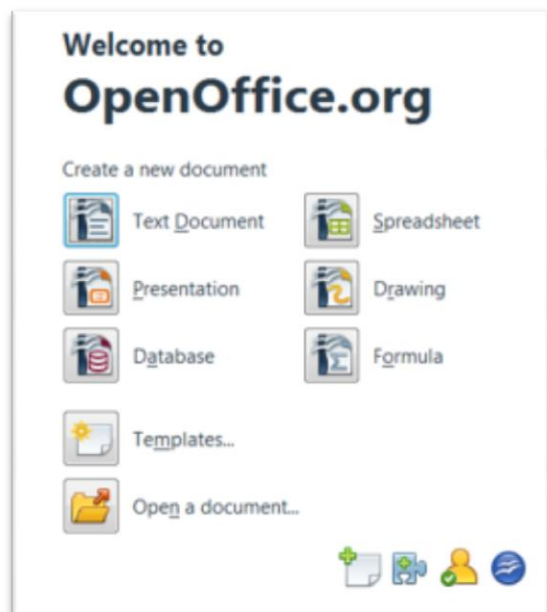 Welcome to
OpenOffice.org
Create a new document
Text Document
Spreadsheet
Presentation
Drawing
Database
Formula
Templates...
Open a document...